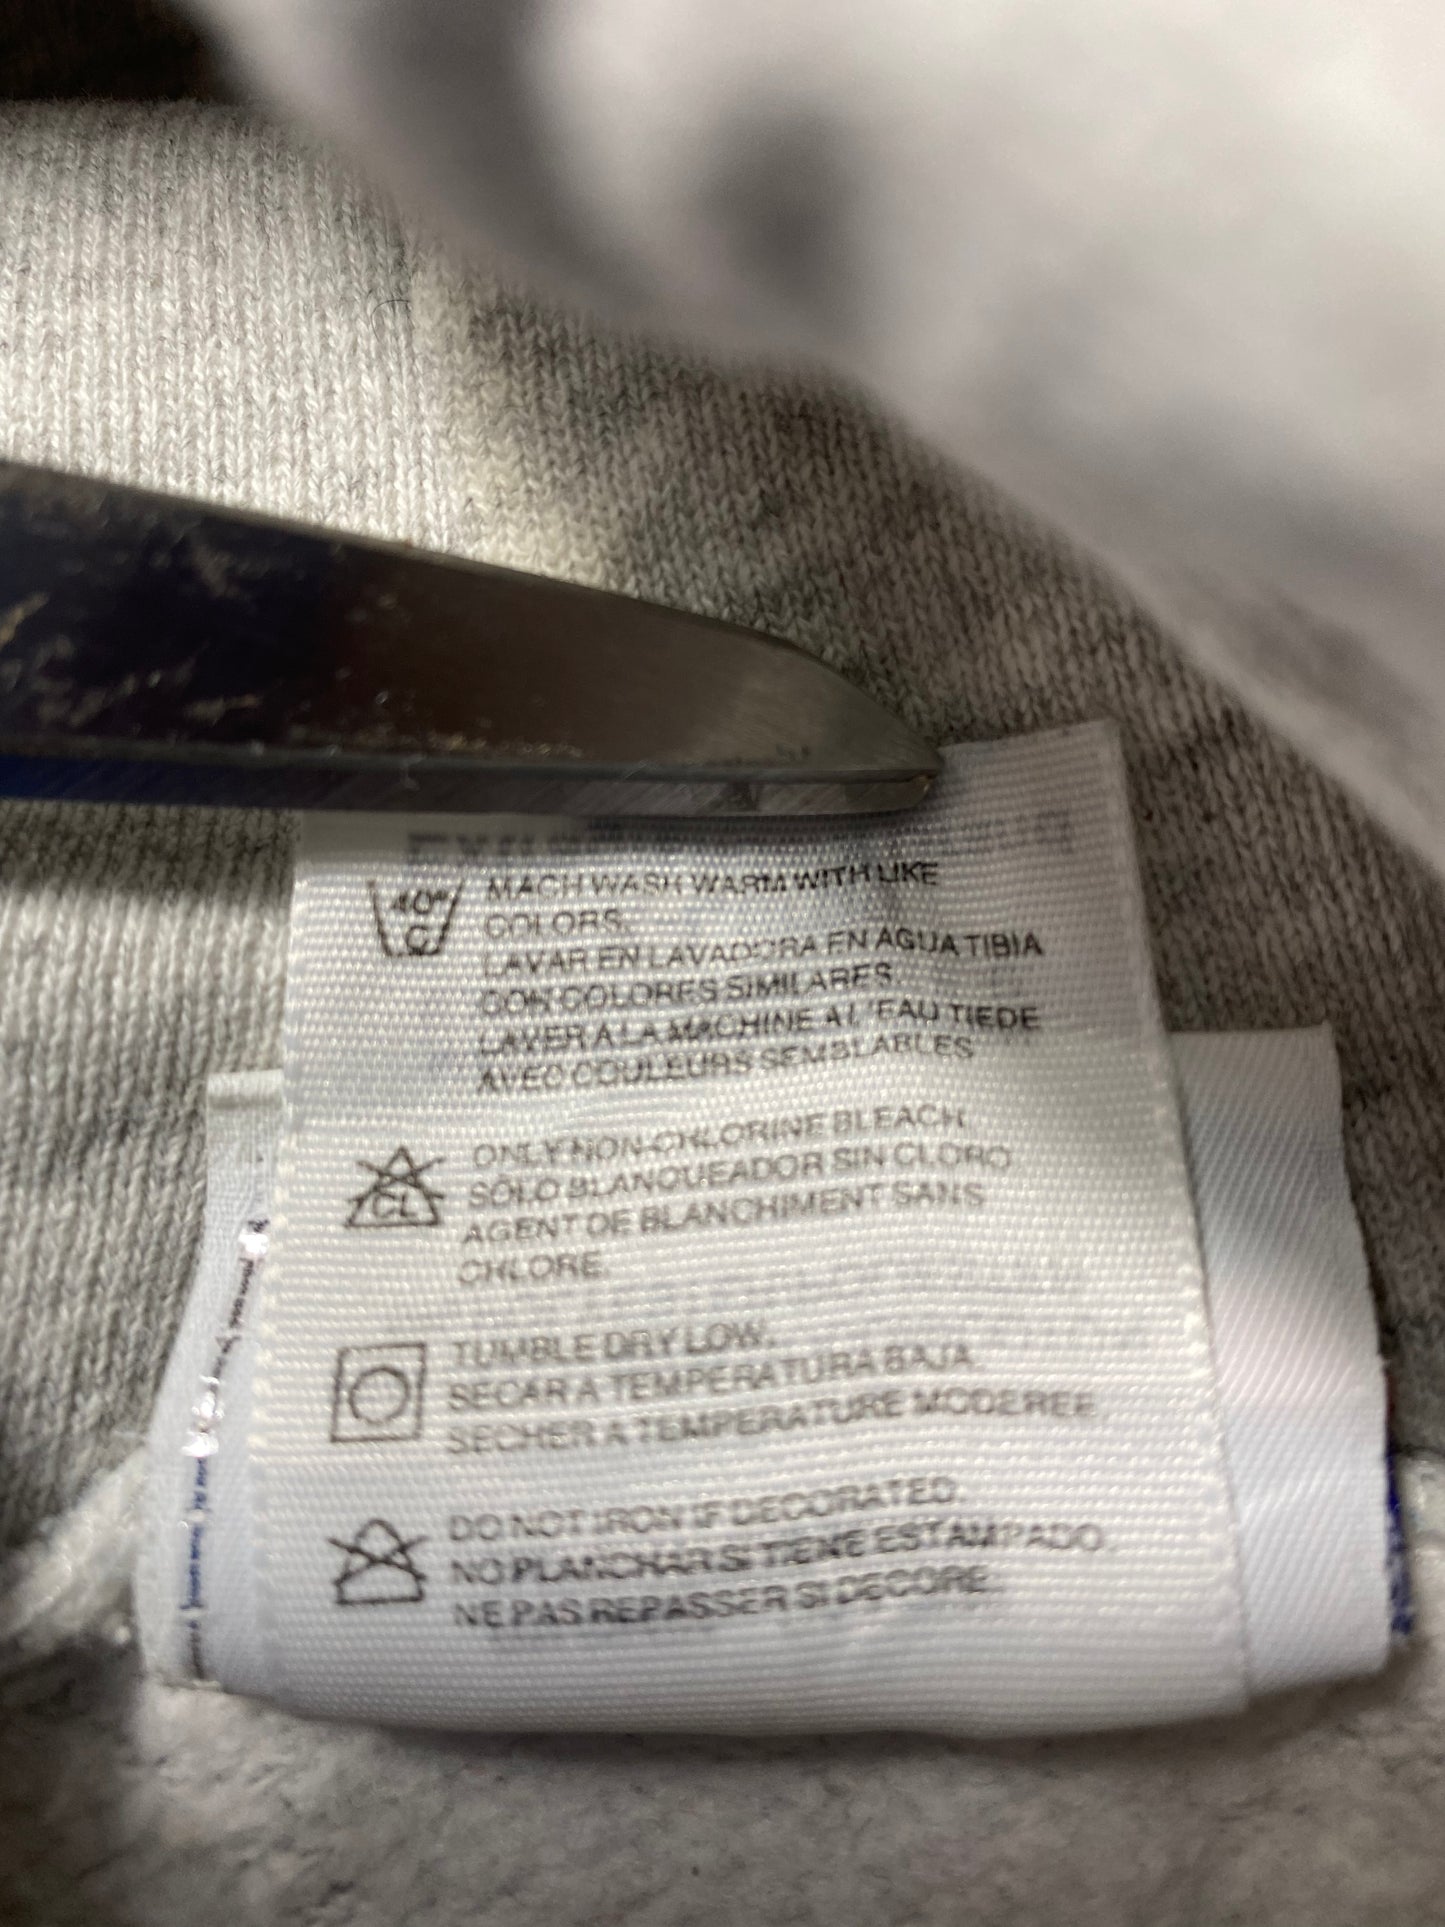 40°
C
MACH WASH WARM WITH LIKE
COLORS.
LAVAR EN LAVADORA EN AGUA TIBIA
CON COLORES SIMILARES.
LAVER A LA MACHINE A L'EAU TIEDE
AVEC COULEURS SEMBLABLES
CL
ONLY NON-CHLORINE BLEACH.
SÓLO BLANQUEADOR SIN CLORO.
AGENT DE BLANCHIMENT SANS
CHLORE.
TUMBLE DRY LOW.
SECAR A TEMPERATURA BAJA.
SECHER A TEMPERATURE MODEREE.
DO NOT IRON IF DECORATED.
NO PLANCHAR SI TIENE ESTAMPADO.
NE PAS REPASSER SI DECORE.